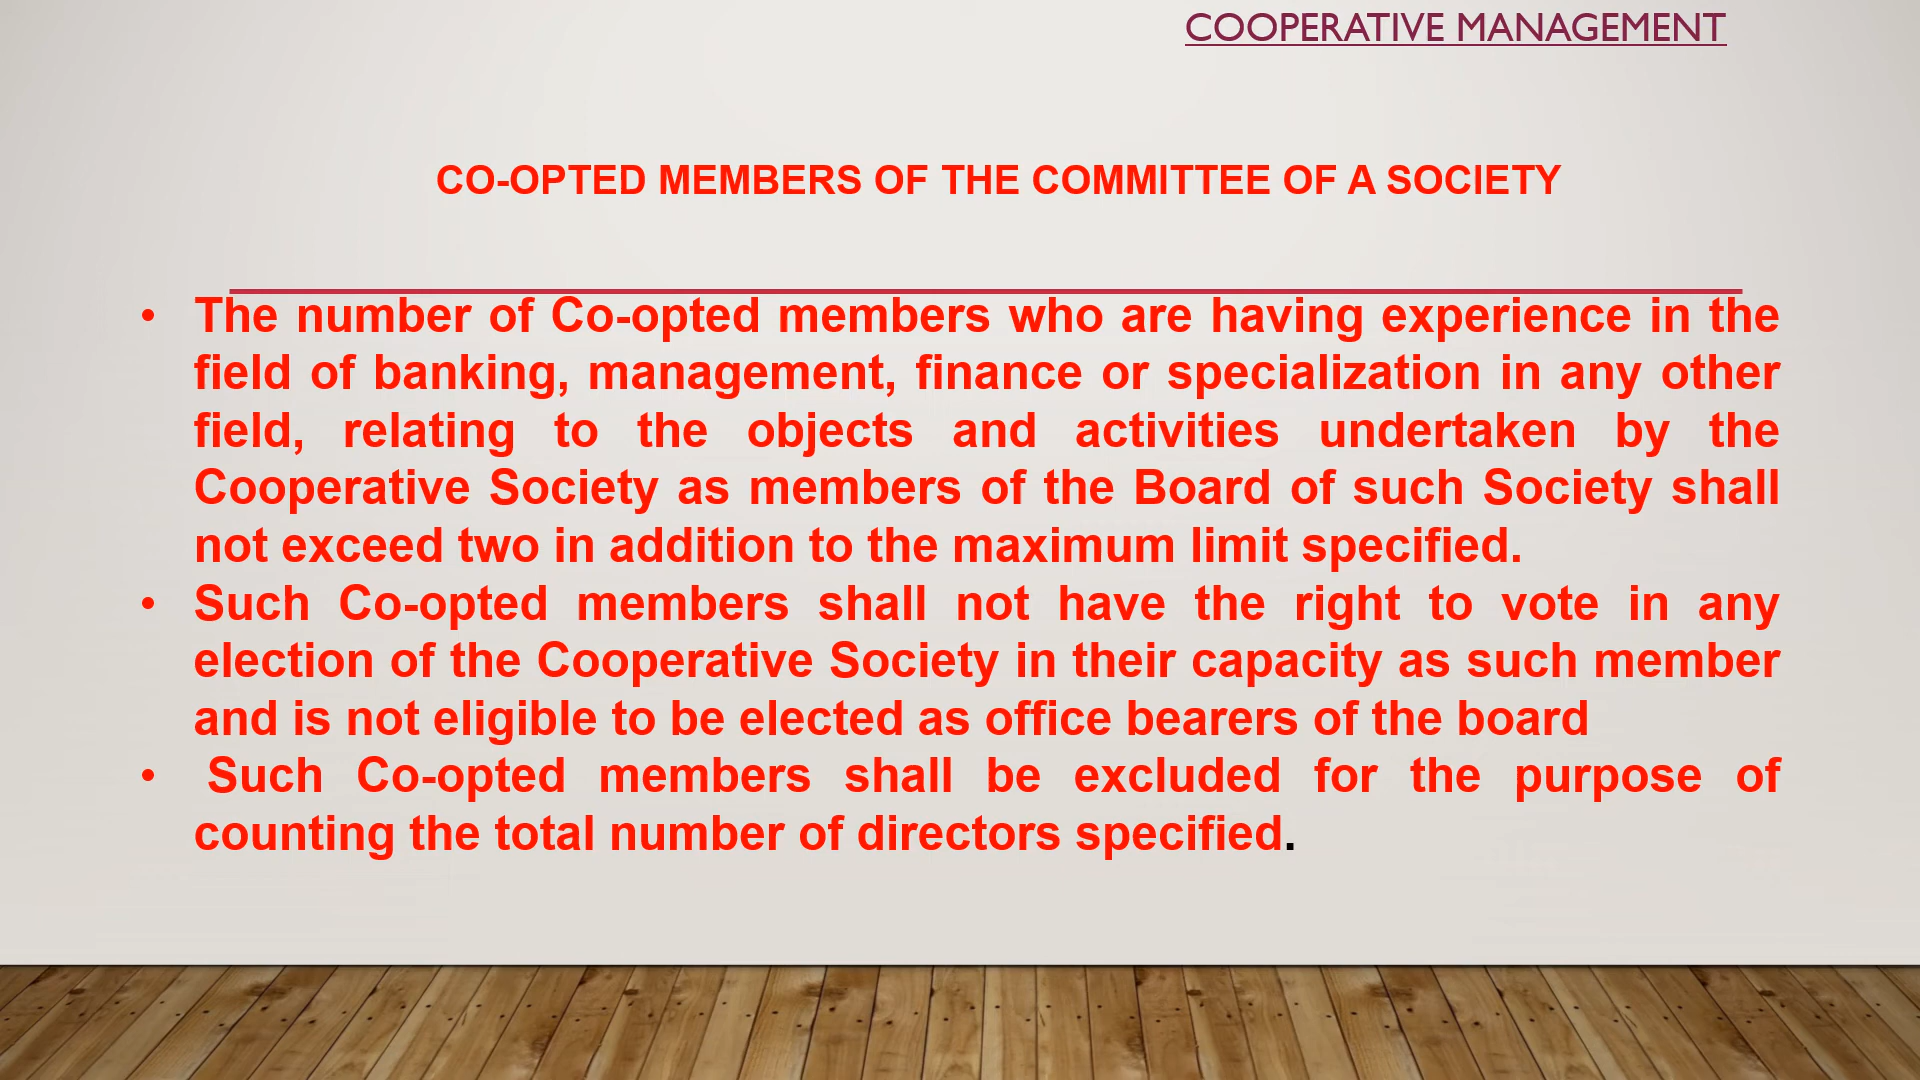 COOPERATIVE MANAGEMENT
CO-OPTED MEMBERS OF THE COMMITTEE OF A SOCIETY
• The number of Co-opted members who are having experience in the
field of banking, management, finance or specialization in any other
field, relating to the objects and activities undertaken by the
Cooperative Society as members of the Board of such Society shall
not exceed two in addition to the maximum limit specified.
• Such Co-opted members shall not have the right to vote in any
election of the Cooperative Society in their capacity as such member
and is not eligible to be elected as office bearers of the board
• Such Co-opted members shall be excluded for the purpose of
counting the total number of directors specified.